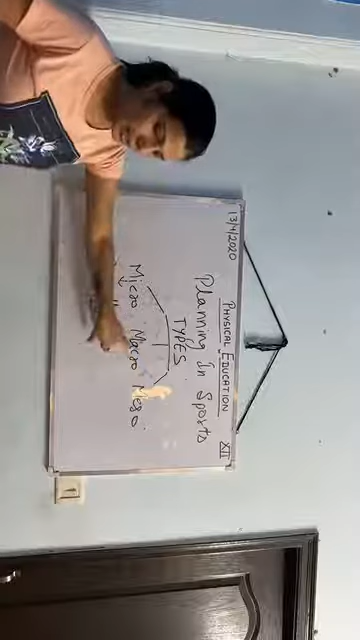 13/4/2020
PHYSICAL EDUCATION XII
Planning In Sports
TYPES
Micro Macro Meso